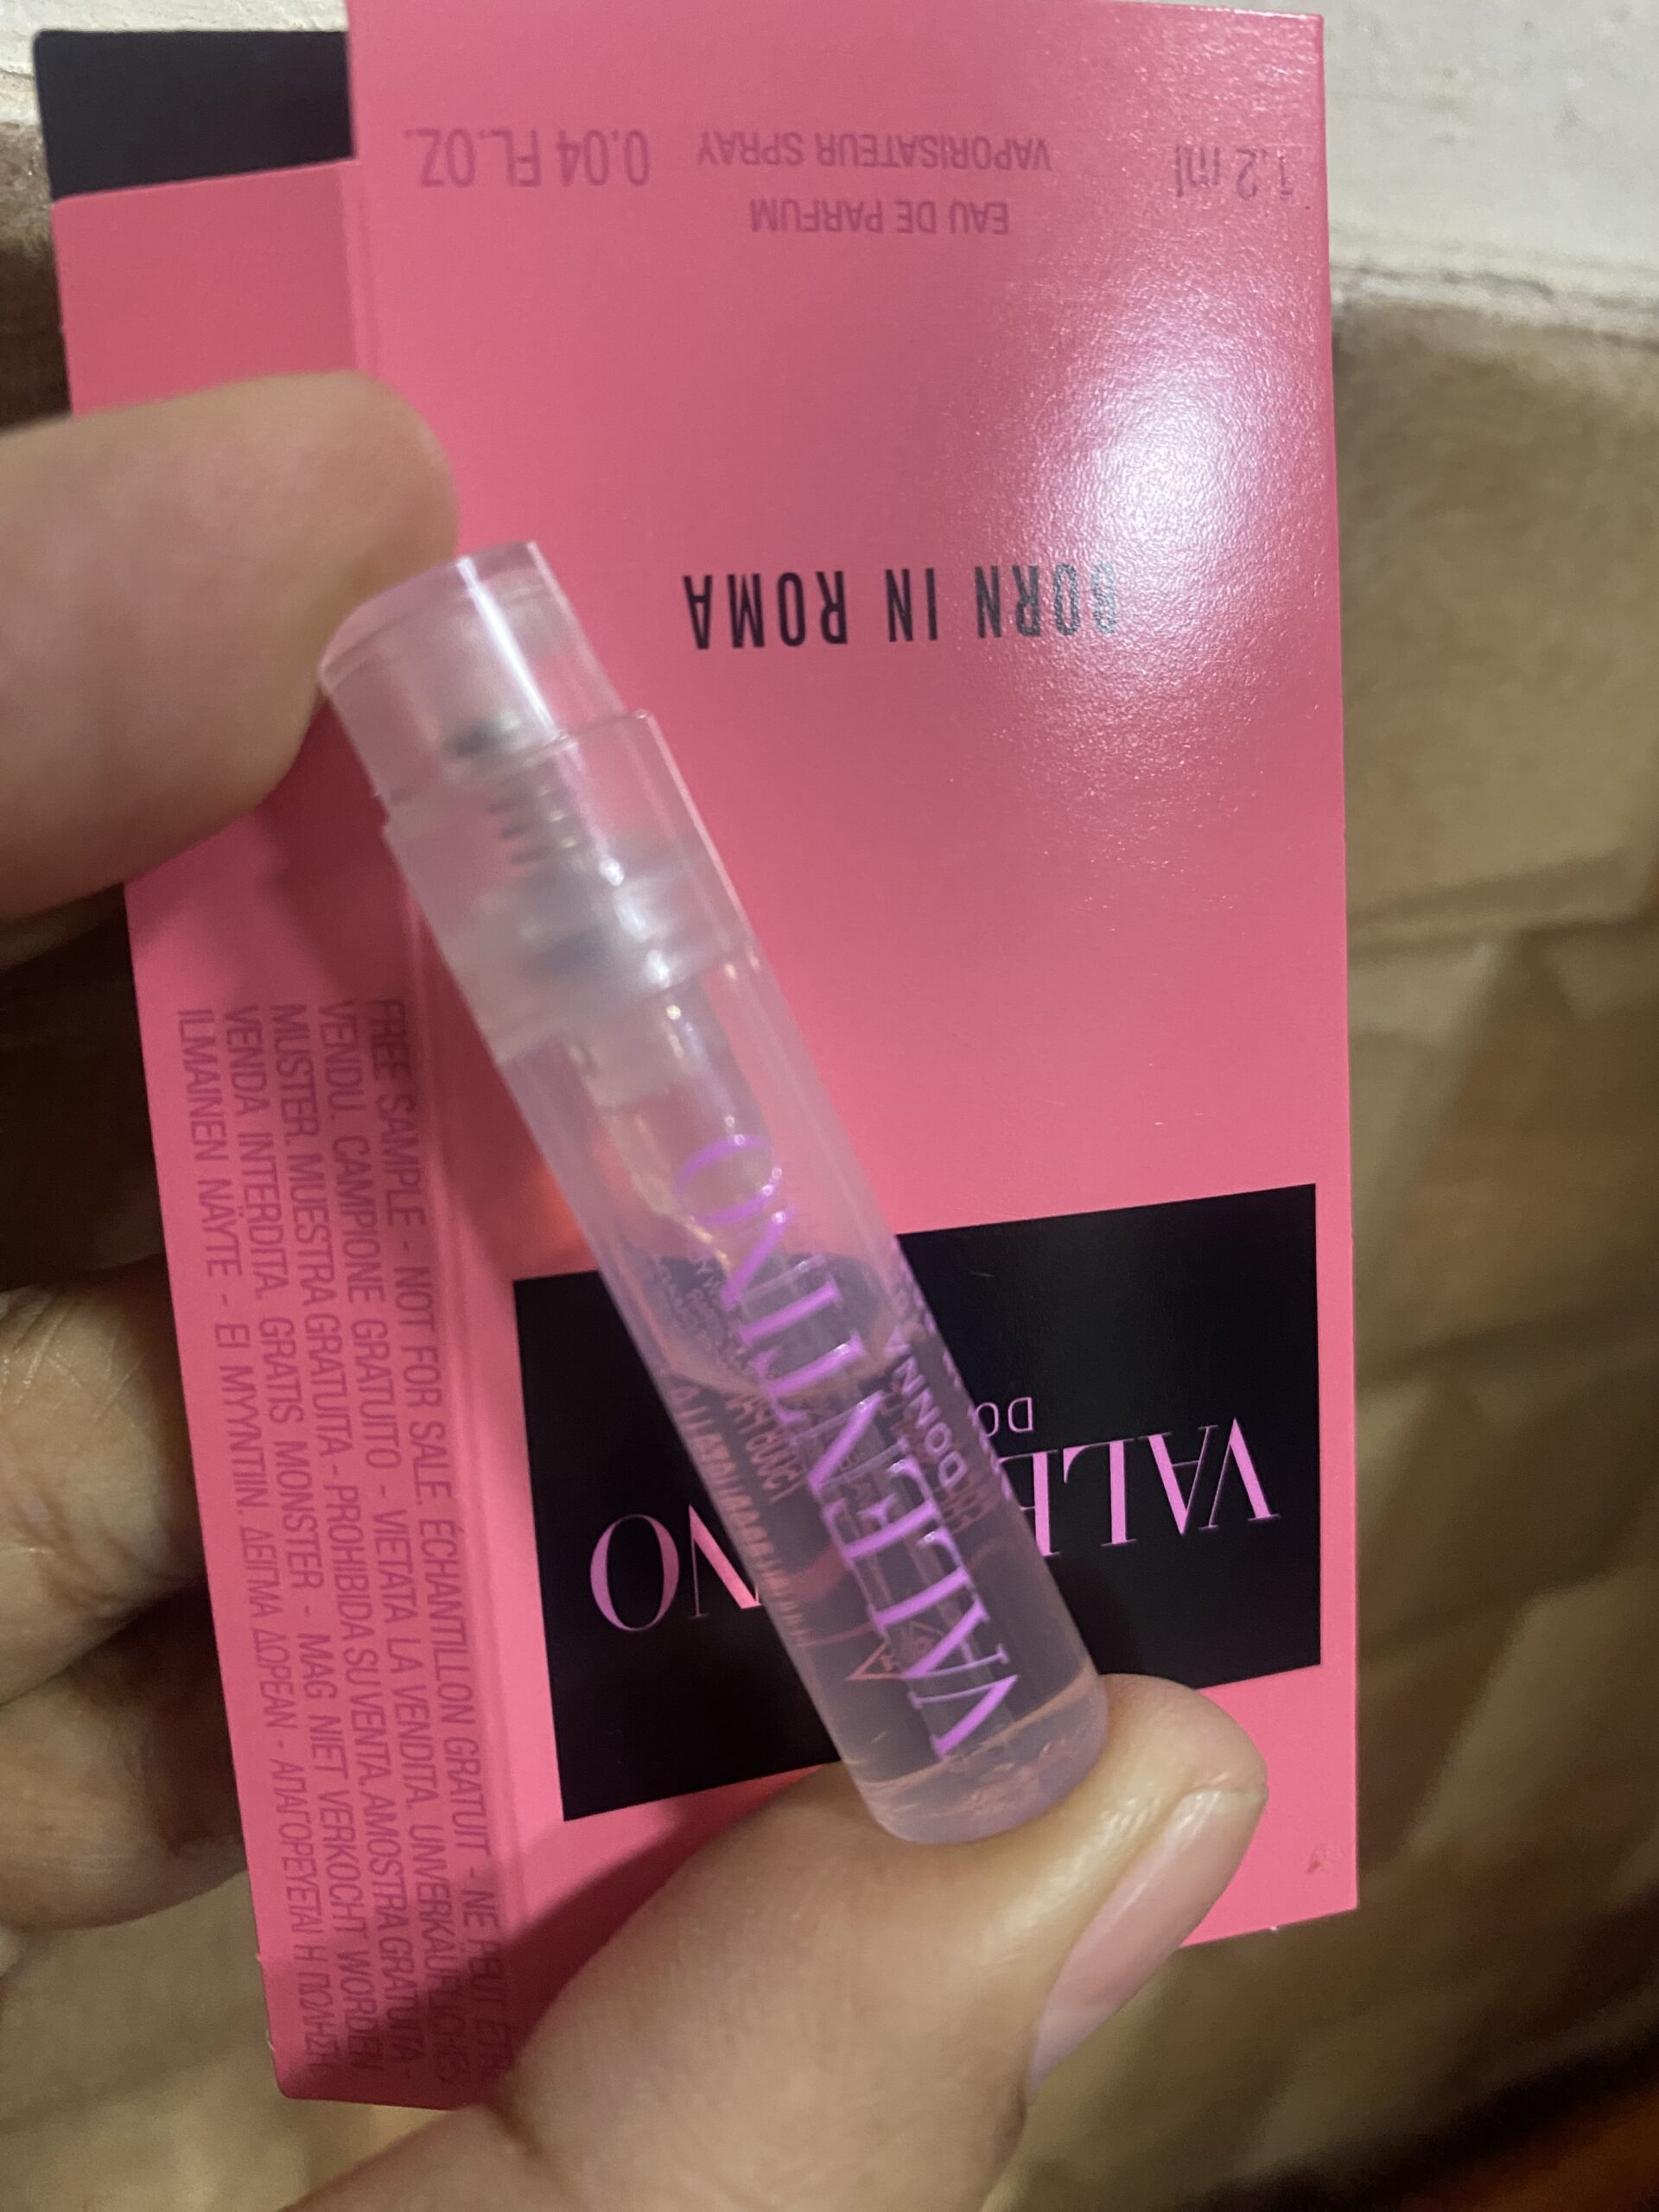 VALE NO
DO
BORN IN ROMA
EAU DE PARFUM
1.2 ml VAPORISATEUR SPRAY 0.04 FL.OZ.
VALENTINO
DONNA
FREE SAMPLE - NOT FOR SALE. ÉCHANTILLON GRATUIT - NE PEUT ÊTRE
VENDU. CAMPIONE GRATUITO - VIETATA LA VENDITA. UNVERKÄUFLICHES
MUSTER. MUESTRA GRATUITA - PROHIBIDA SU VENTA. AMOSTRA GRATUITA -
VENDA INTERDITA. GRATIS MONSTER - MAG NIET VERKOCHT WORDEN
ILMAINEN NÄYTE - EI MYYNTIIN. ΔΕΙΓΜΑ ΔΩΡΕΑΝ - ΑΠΑΓΟΡΕΥΕΤΑΙ Η ΠΩΛΗΣΗ